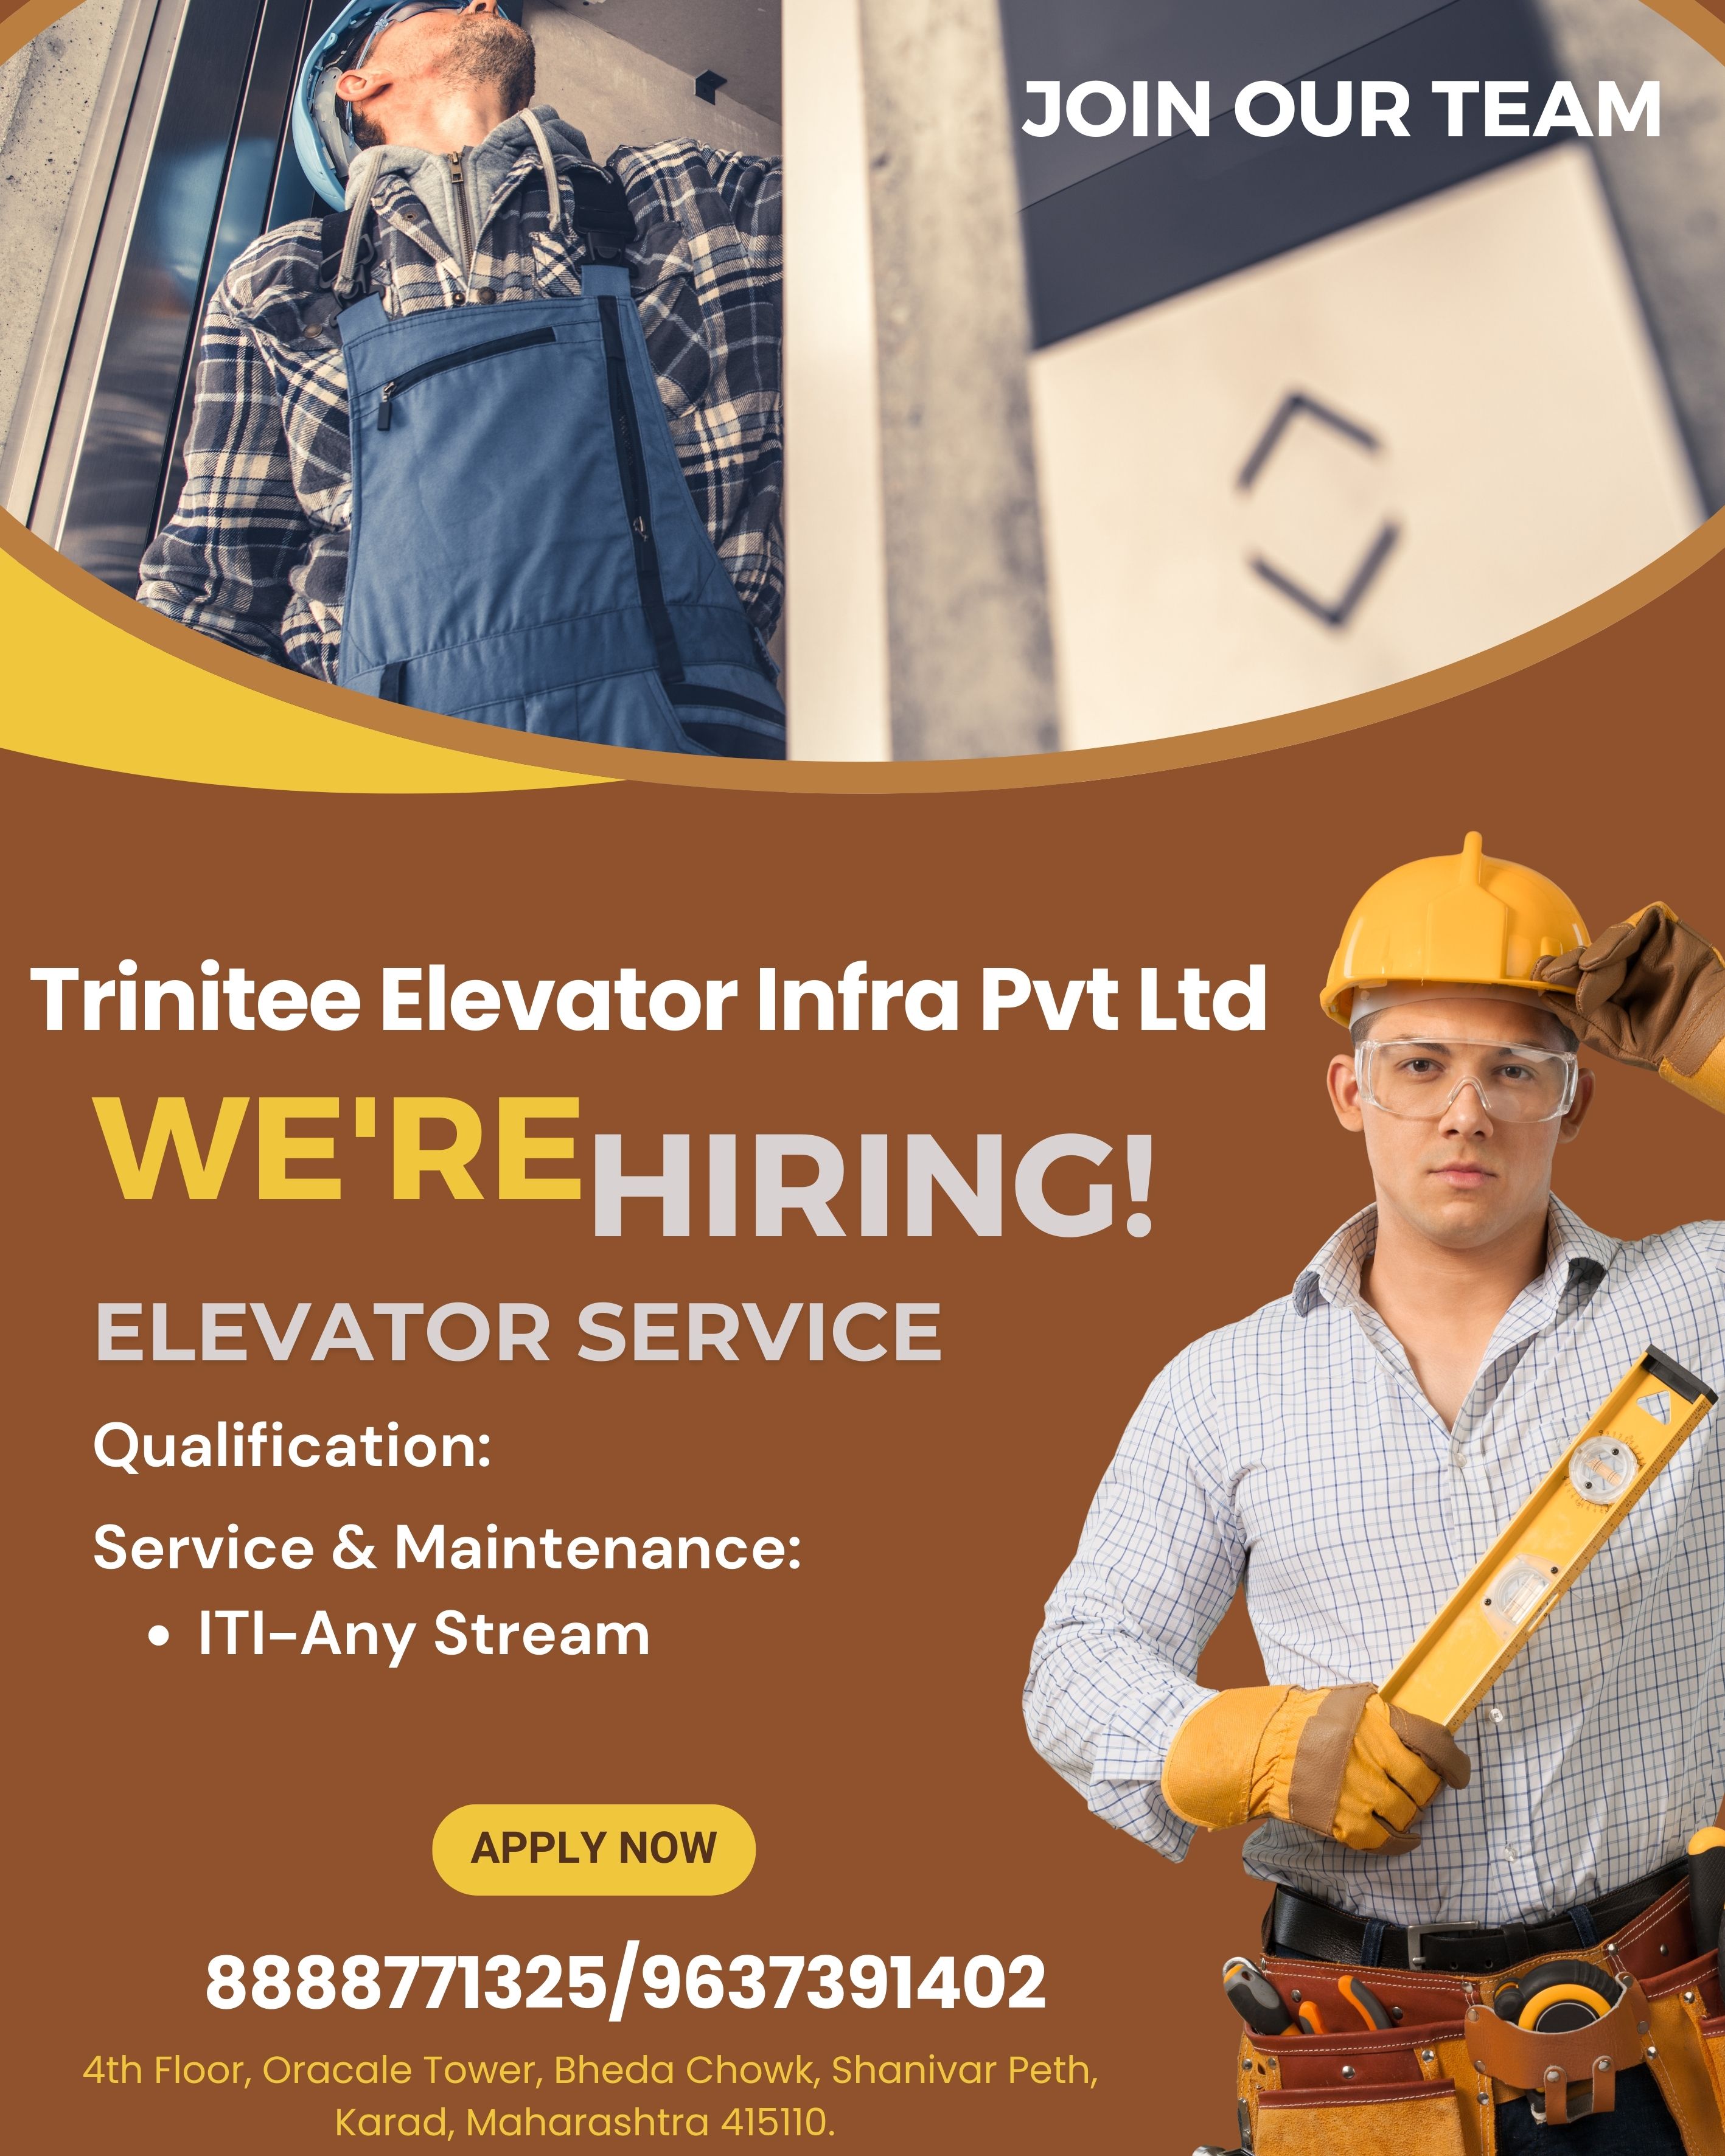 JOIN OUR TEAM
Trinitee Elevator Infra Pvt Ltd
WE'RE HIRING!
ELEVATOR SERVICE
Qualification:
Service & Maintenance:
• ITI-Any Stream
APPLY NOW
8888771325/9637391402
4th Floor, Oracale Tower, Bheda Chowk, Shanivar Peth,
Karad, Maharashtra 415110.